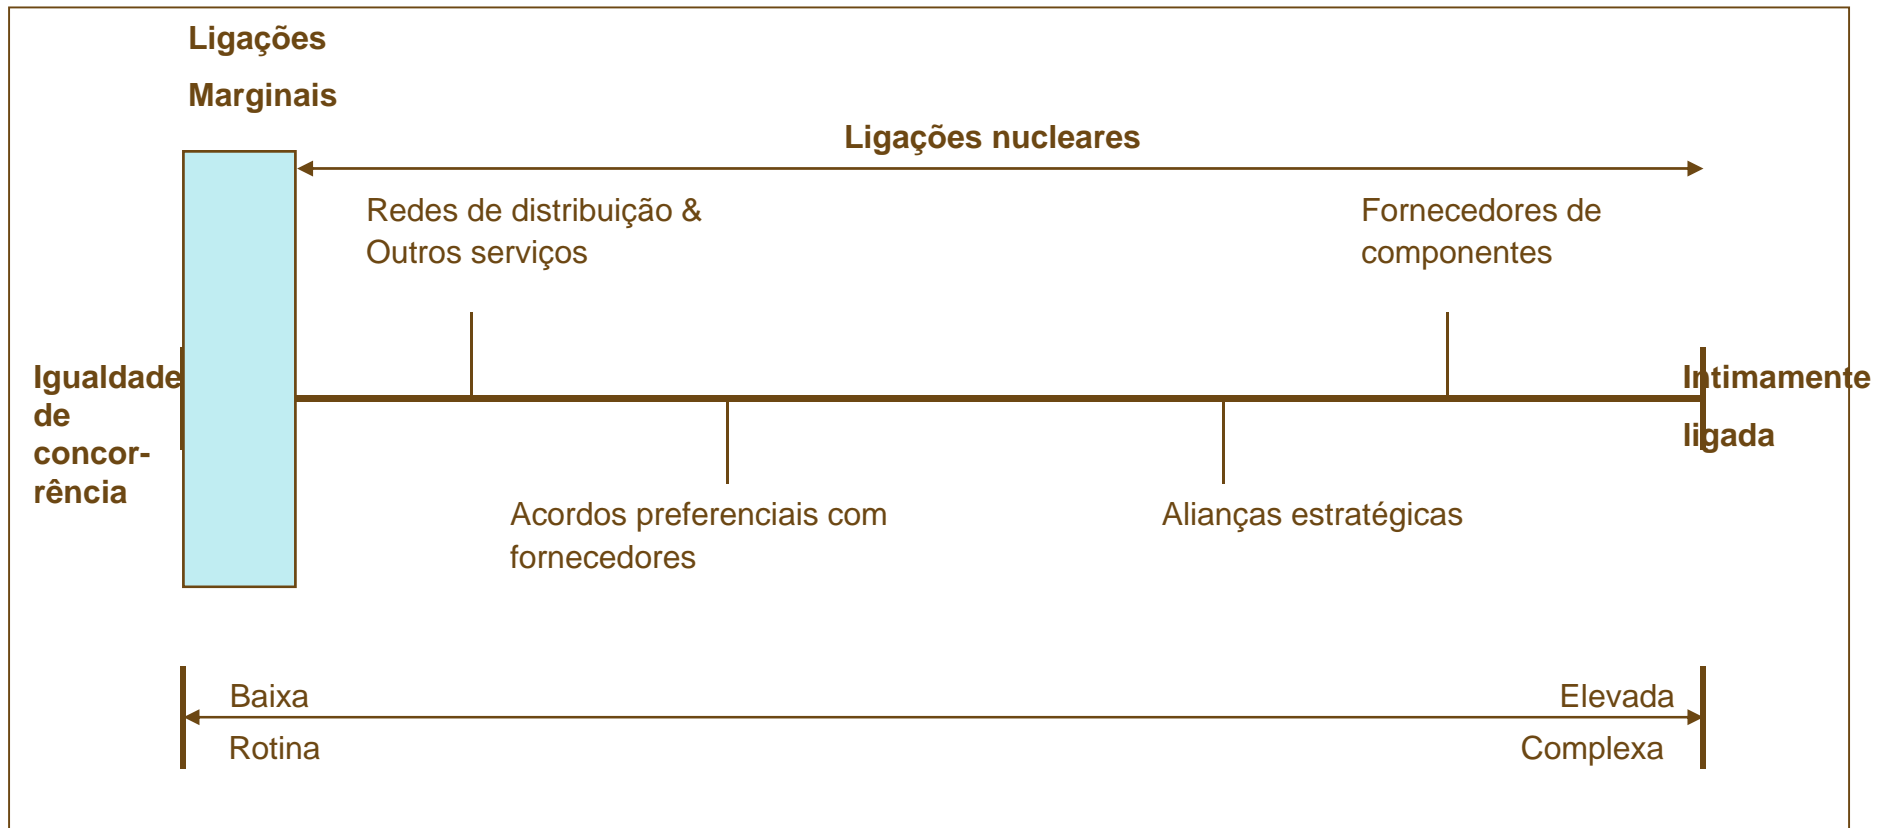 Ligações
Marginais
Ligações nucleares
Redes de distribuição &
Outros serviços
Fornecedores de
componentes
Igualdade
de
concor-
rência
Intimamente
ligada
Acordos preferenciais com
fornecedores
Alianças estratégicas
Baixa
Elevada
Rotina
Complexa